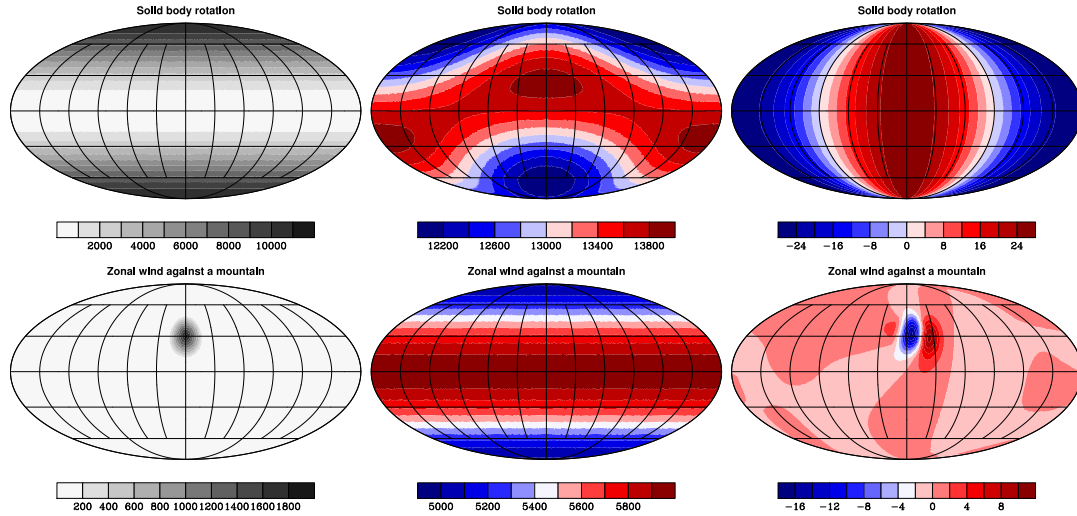 Solid body rotation Solid body rotation Solid body rotation
2000 4000 6000 8000 10000 12200 12600 13000 13400 13800 -24 -16 -8 0 8 16 24
Zonal wind against a mountain Zonal wind against a mountain Zonal wind against a mountain
200 400 600 800 1000 1200 1400 1600 1800 5000 5200 5400 5600 5800 -16 -12 -8 -4 0 4 8